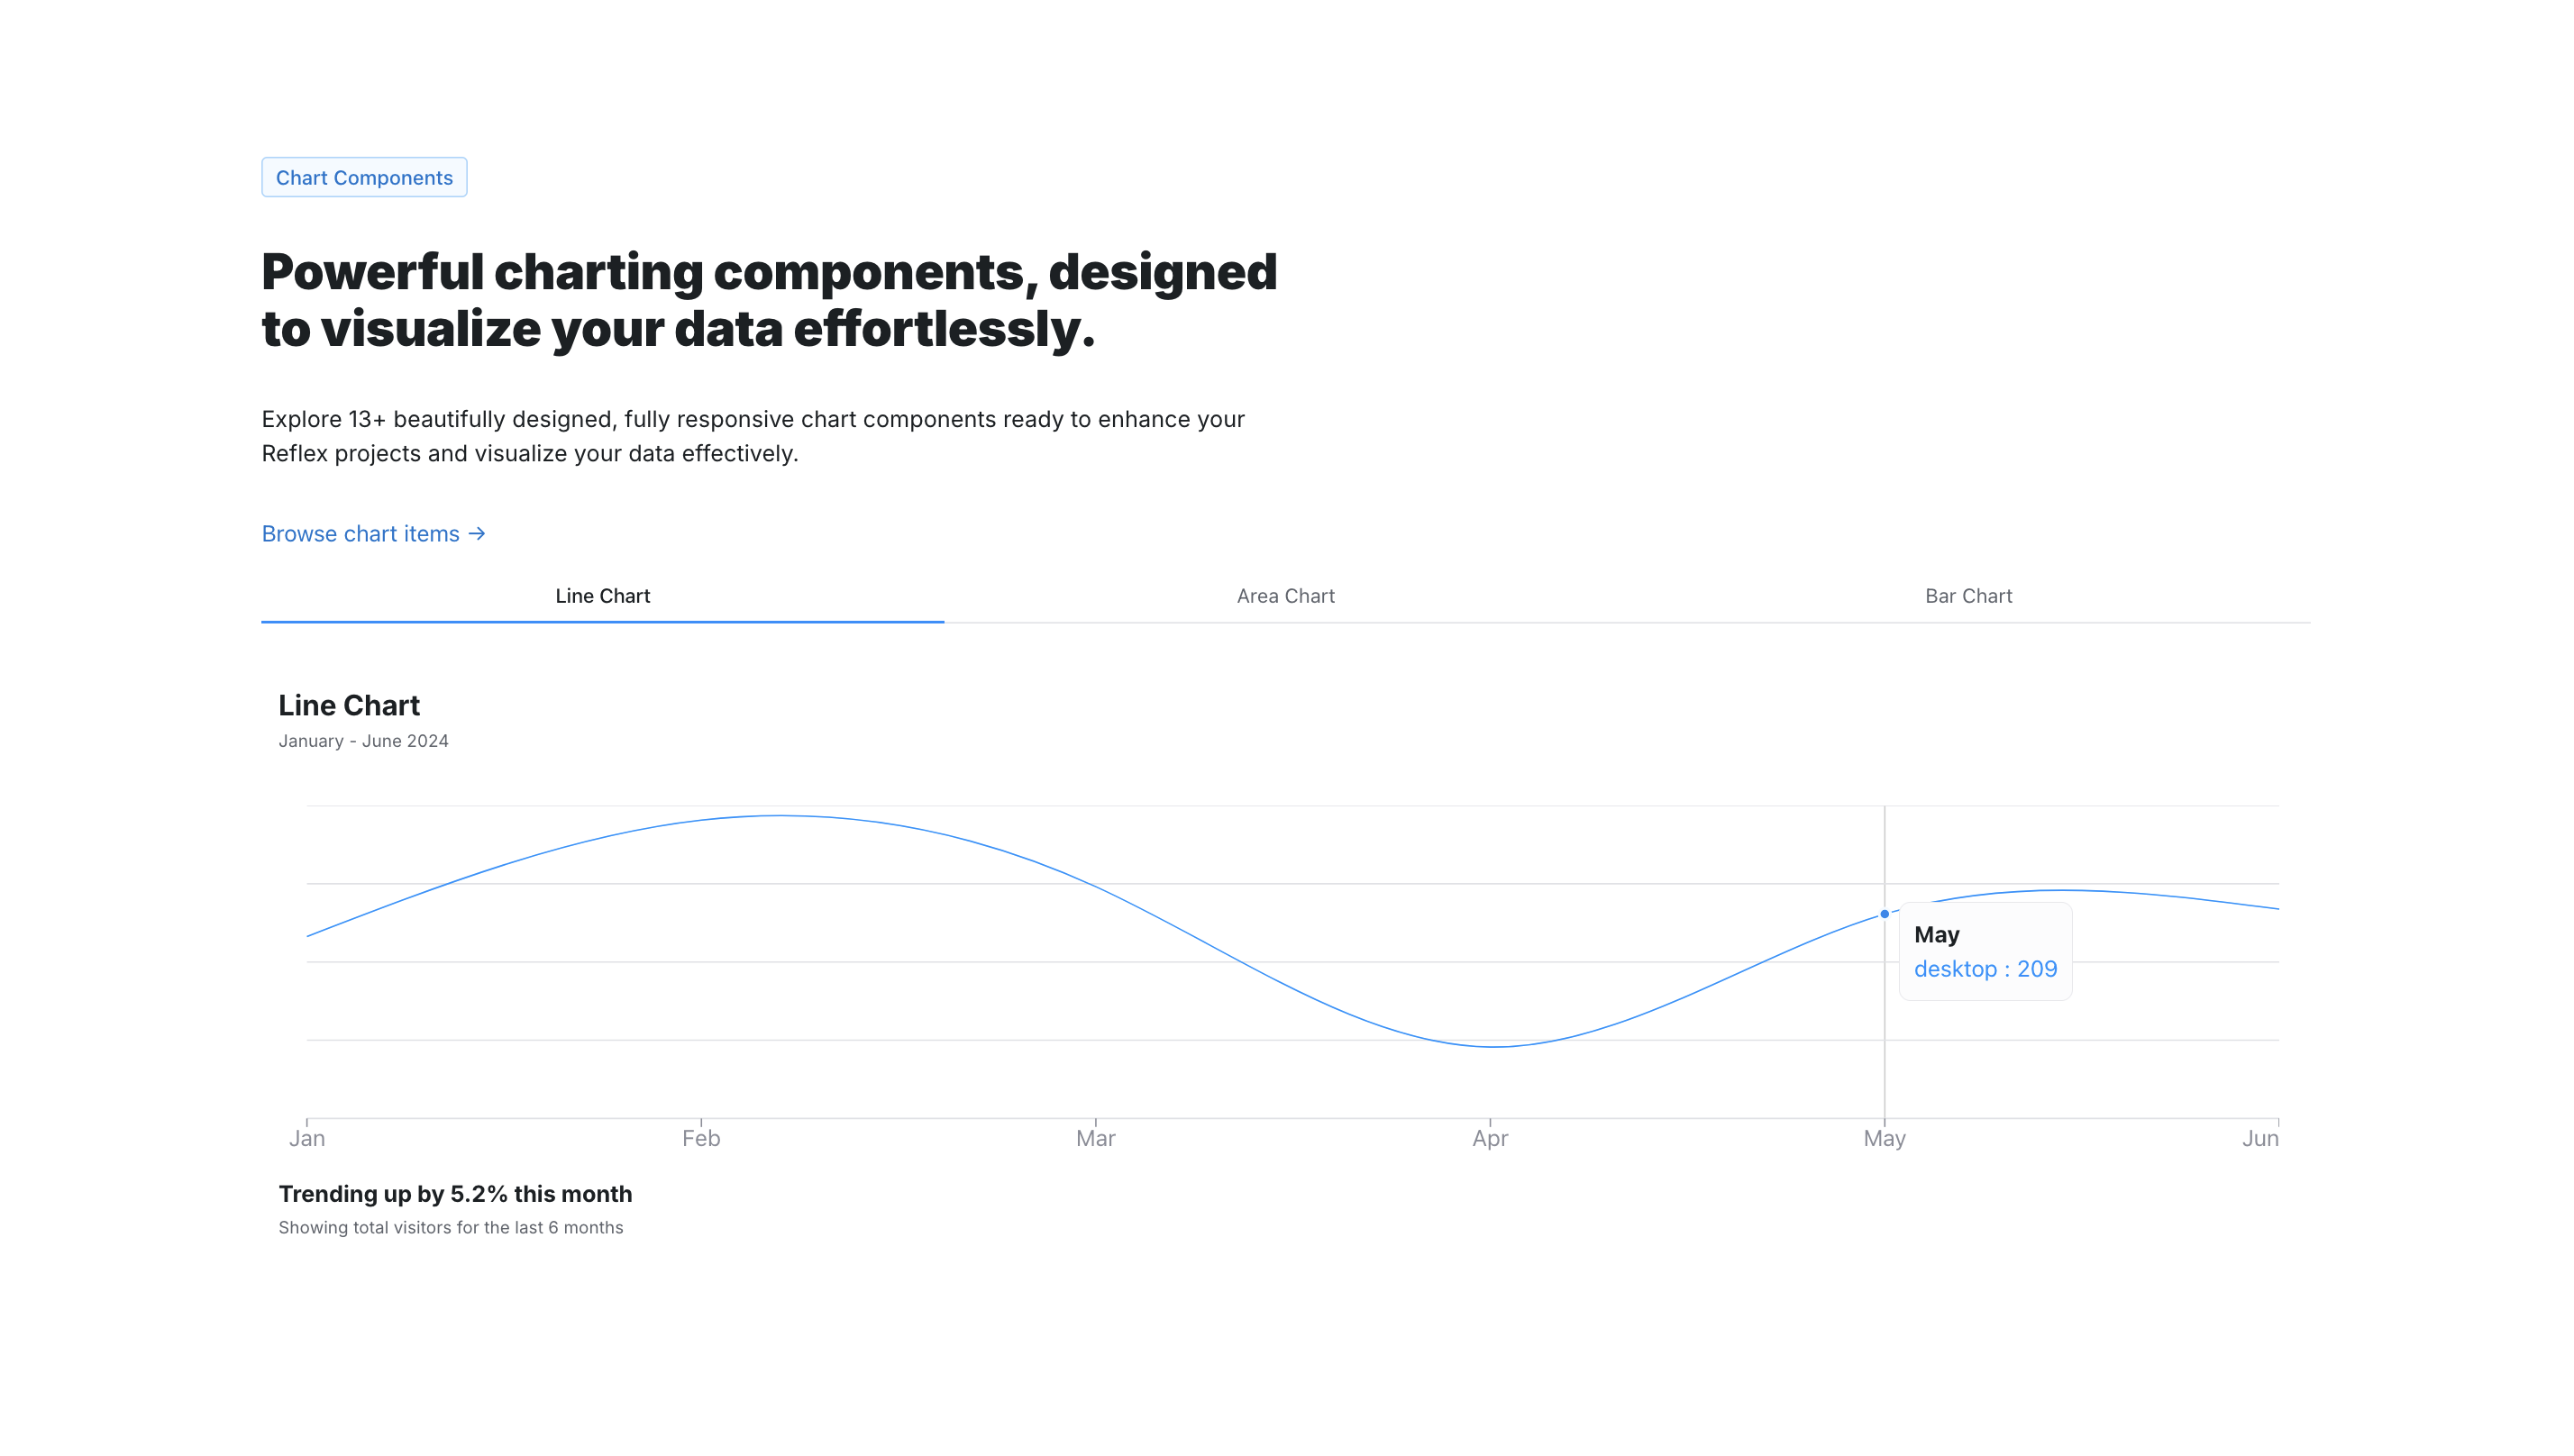 Chart Components
Powerful charting components, designed
to visualize your data effortlessly.
Explore 13+ beautifully designed, fully responsive chart components ready to enhance your
Reflex projects and visualize your data effectively.
Browse chart items →
Line Chart
Area Chart
Bar Chart
Line Chart
January - June 2024
May
desktop : 209
Jan
Feb
Mar
Apr
May
Jun
Trending up by 5.2% this month
Showing total visitors for the last 6 months